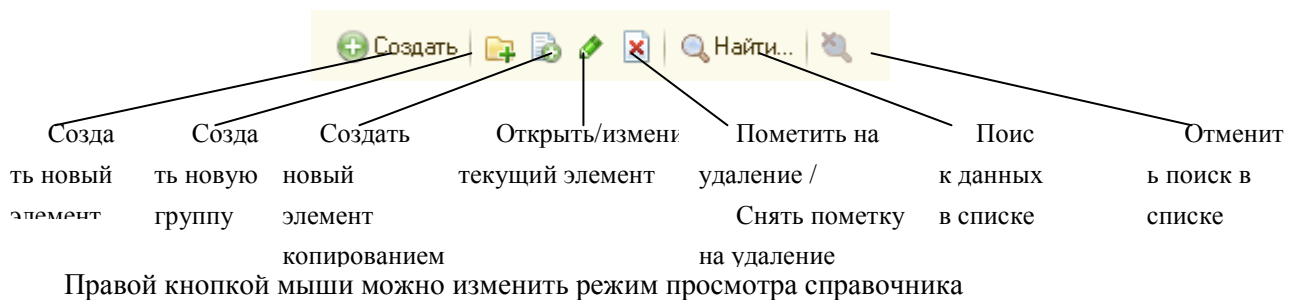 Создать Найти...
Созда Созда Создать Открыть/измени Пометить на Поис Отменит
ть новый ть новую новый текущий элемент удаление / к данных ь поиск в
элемент группу элемент Снять пометку в списке списке
копированием на удаление
Правой кнопкой мыши можно изменить режим просмотра справочника